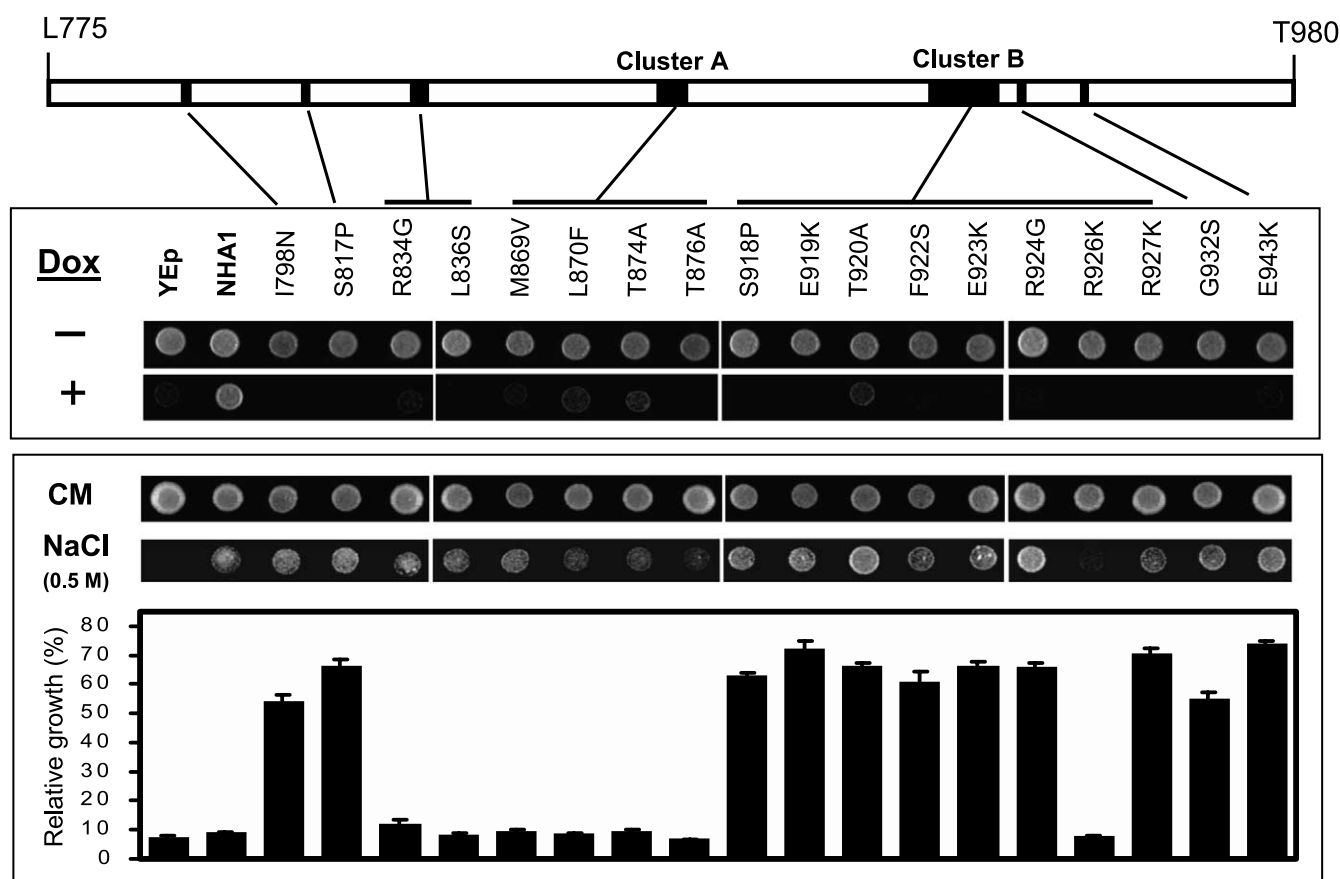 L775
T980
Cluster A
Cluster B
Dox
YEp
NHA1
I798N
S817P
R834G
L836S
M869V
L870F
T874A
T876A
S918P
E919K
T920A
F922S
E923K
R924G
R926K
R927K
G932S
E943K
−
+
CM
NaCl
(0.5 M)
Relative growth (%)
80
70
60
50
40
30
20
10
0